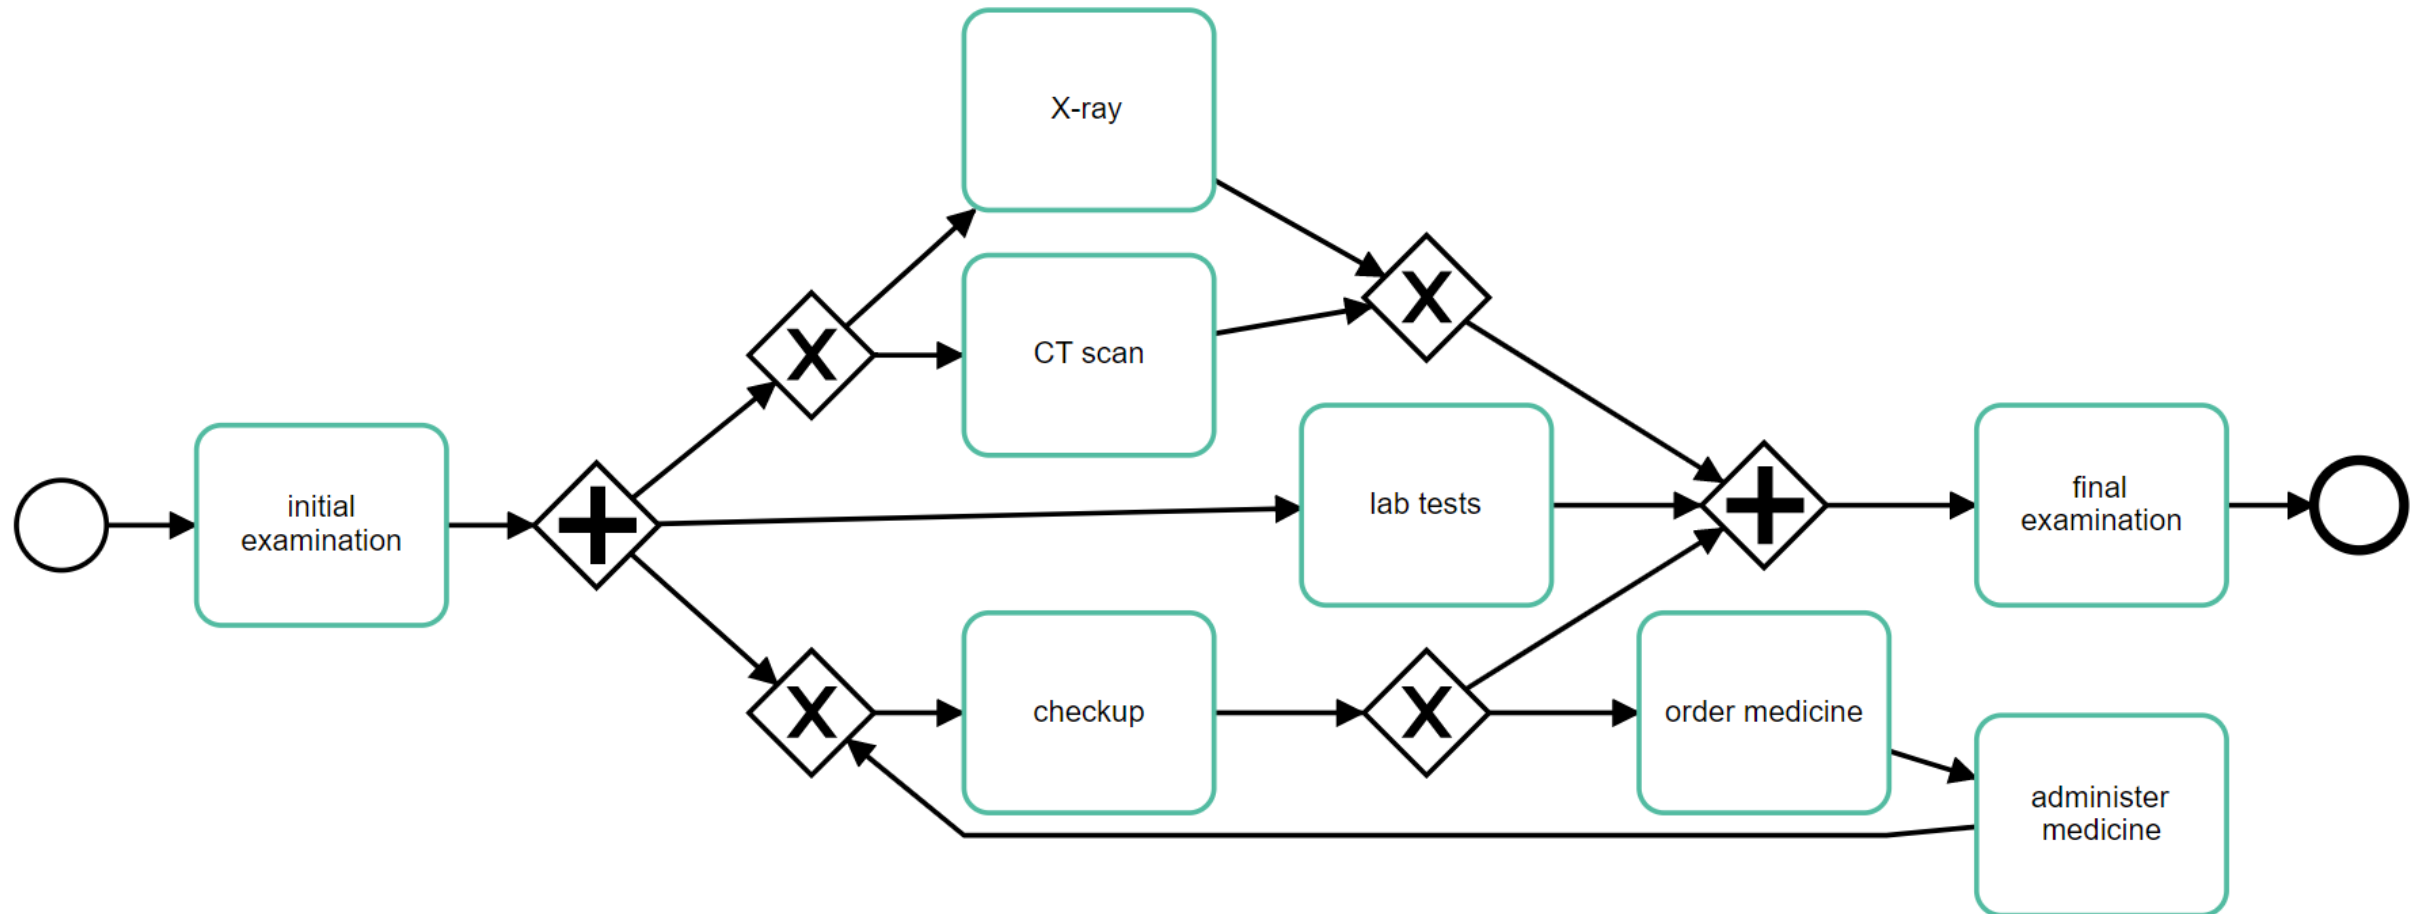 X-ray
CT scan
initial
examination
lab tests
final
examination
checkup
order medicine
administer
medicine